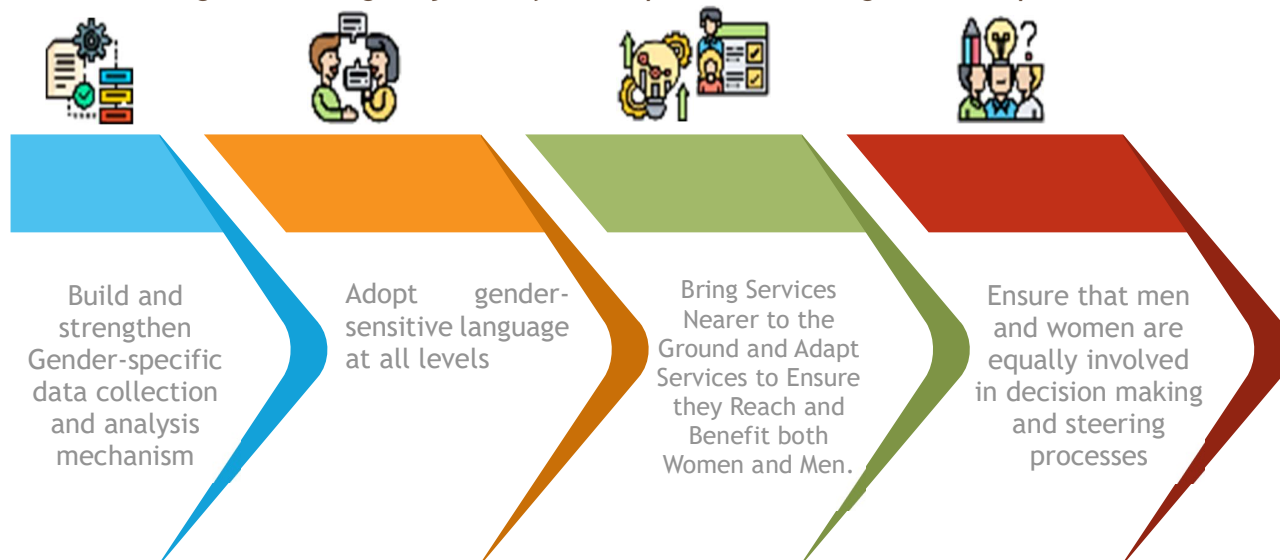 Build and
strengthen
Gender-specific
data collection
and analysis
mechanism
Adopt gender-
sensitive language
at all levels
Bring Services
Nearer to the
Ground and Adapt
Services to Ensure
they Reach and
Benefit both
Women and Men.
Ensure that men
and women are
equally involved
in decision making
and steering
processes
?